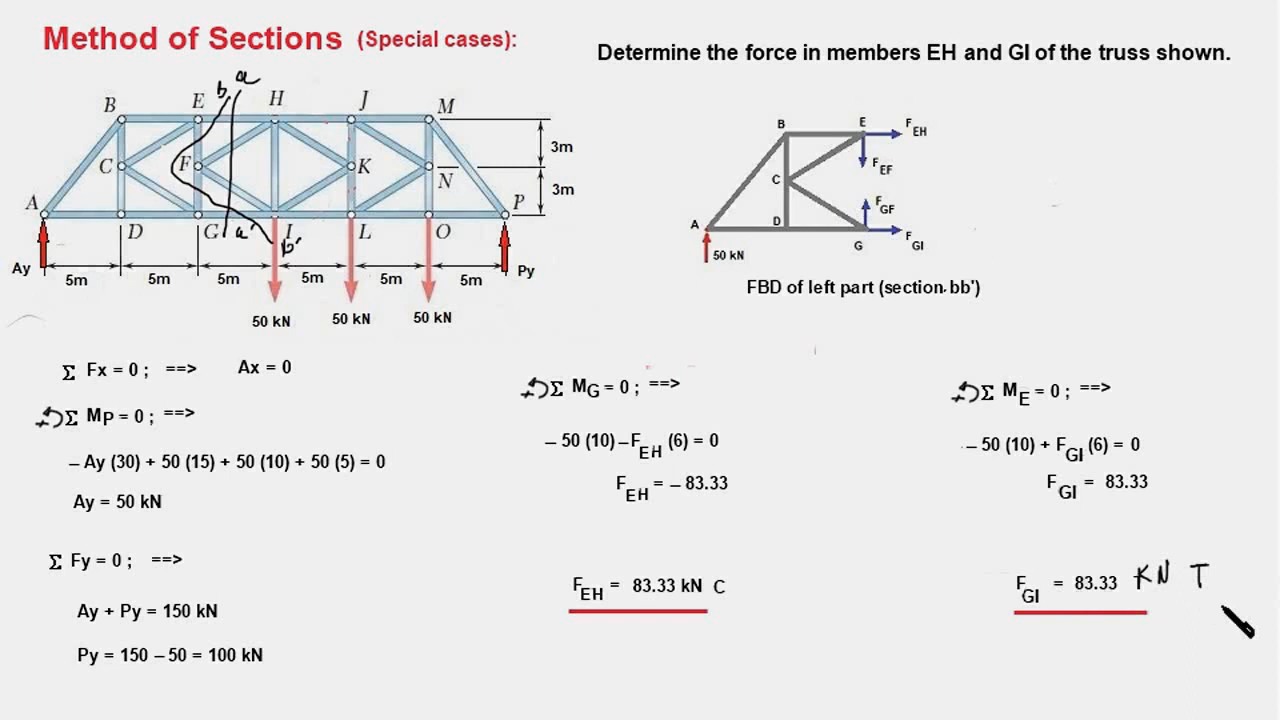 Method of Sections (Special cases):
Determine the force in members EH and GI of the truss shown.
b a
B E H J M
C F K N
3m
3m
A D G a' I b' L O P
Ay Py
5m 5m 5m 5m 5m 5m
50 kN 50 kN 50 kN
B E F EH
F EF
C
F GF
A D G F GI
50 kN
FBD of left part (section bb')
Σ Fx = 0 ; ==> Ax = 0
Σ MP = 0 ; ==>
– Ay (30) + 50 (15) + 50 (10) + 50 (5) = 0
Ay = 50 kN
Σ Fy = 0 ; ==>
Ay + Py = 150 kN
Py = 150 – 50 = 100 kN
+ Σ MG = 0 ; ==>
– 50 (10) – FEH (6) = 0
FEH = – 83.33
FEH = 83.33 kN C
+ Σ ME = 0 ; ==>
– 50 (10) + FGI (6) = 0
FGI = 83.33
FGI = 83.33 KN T